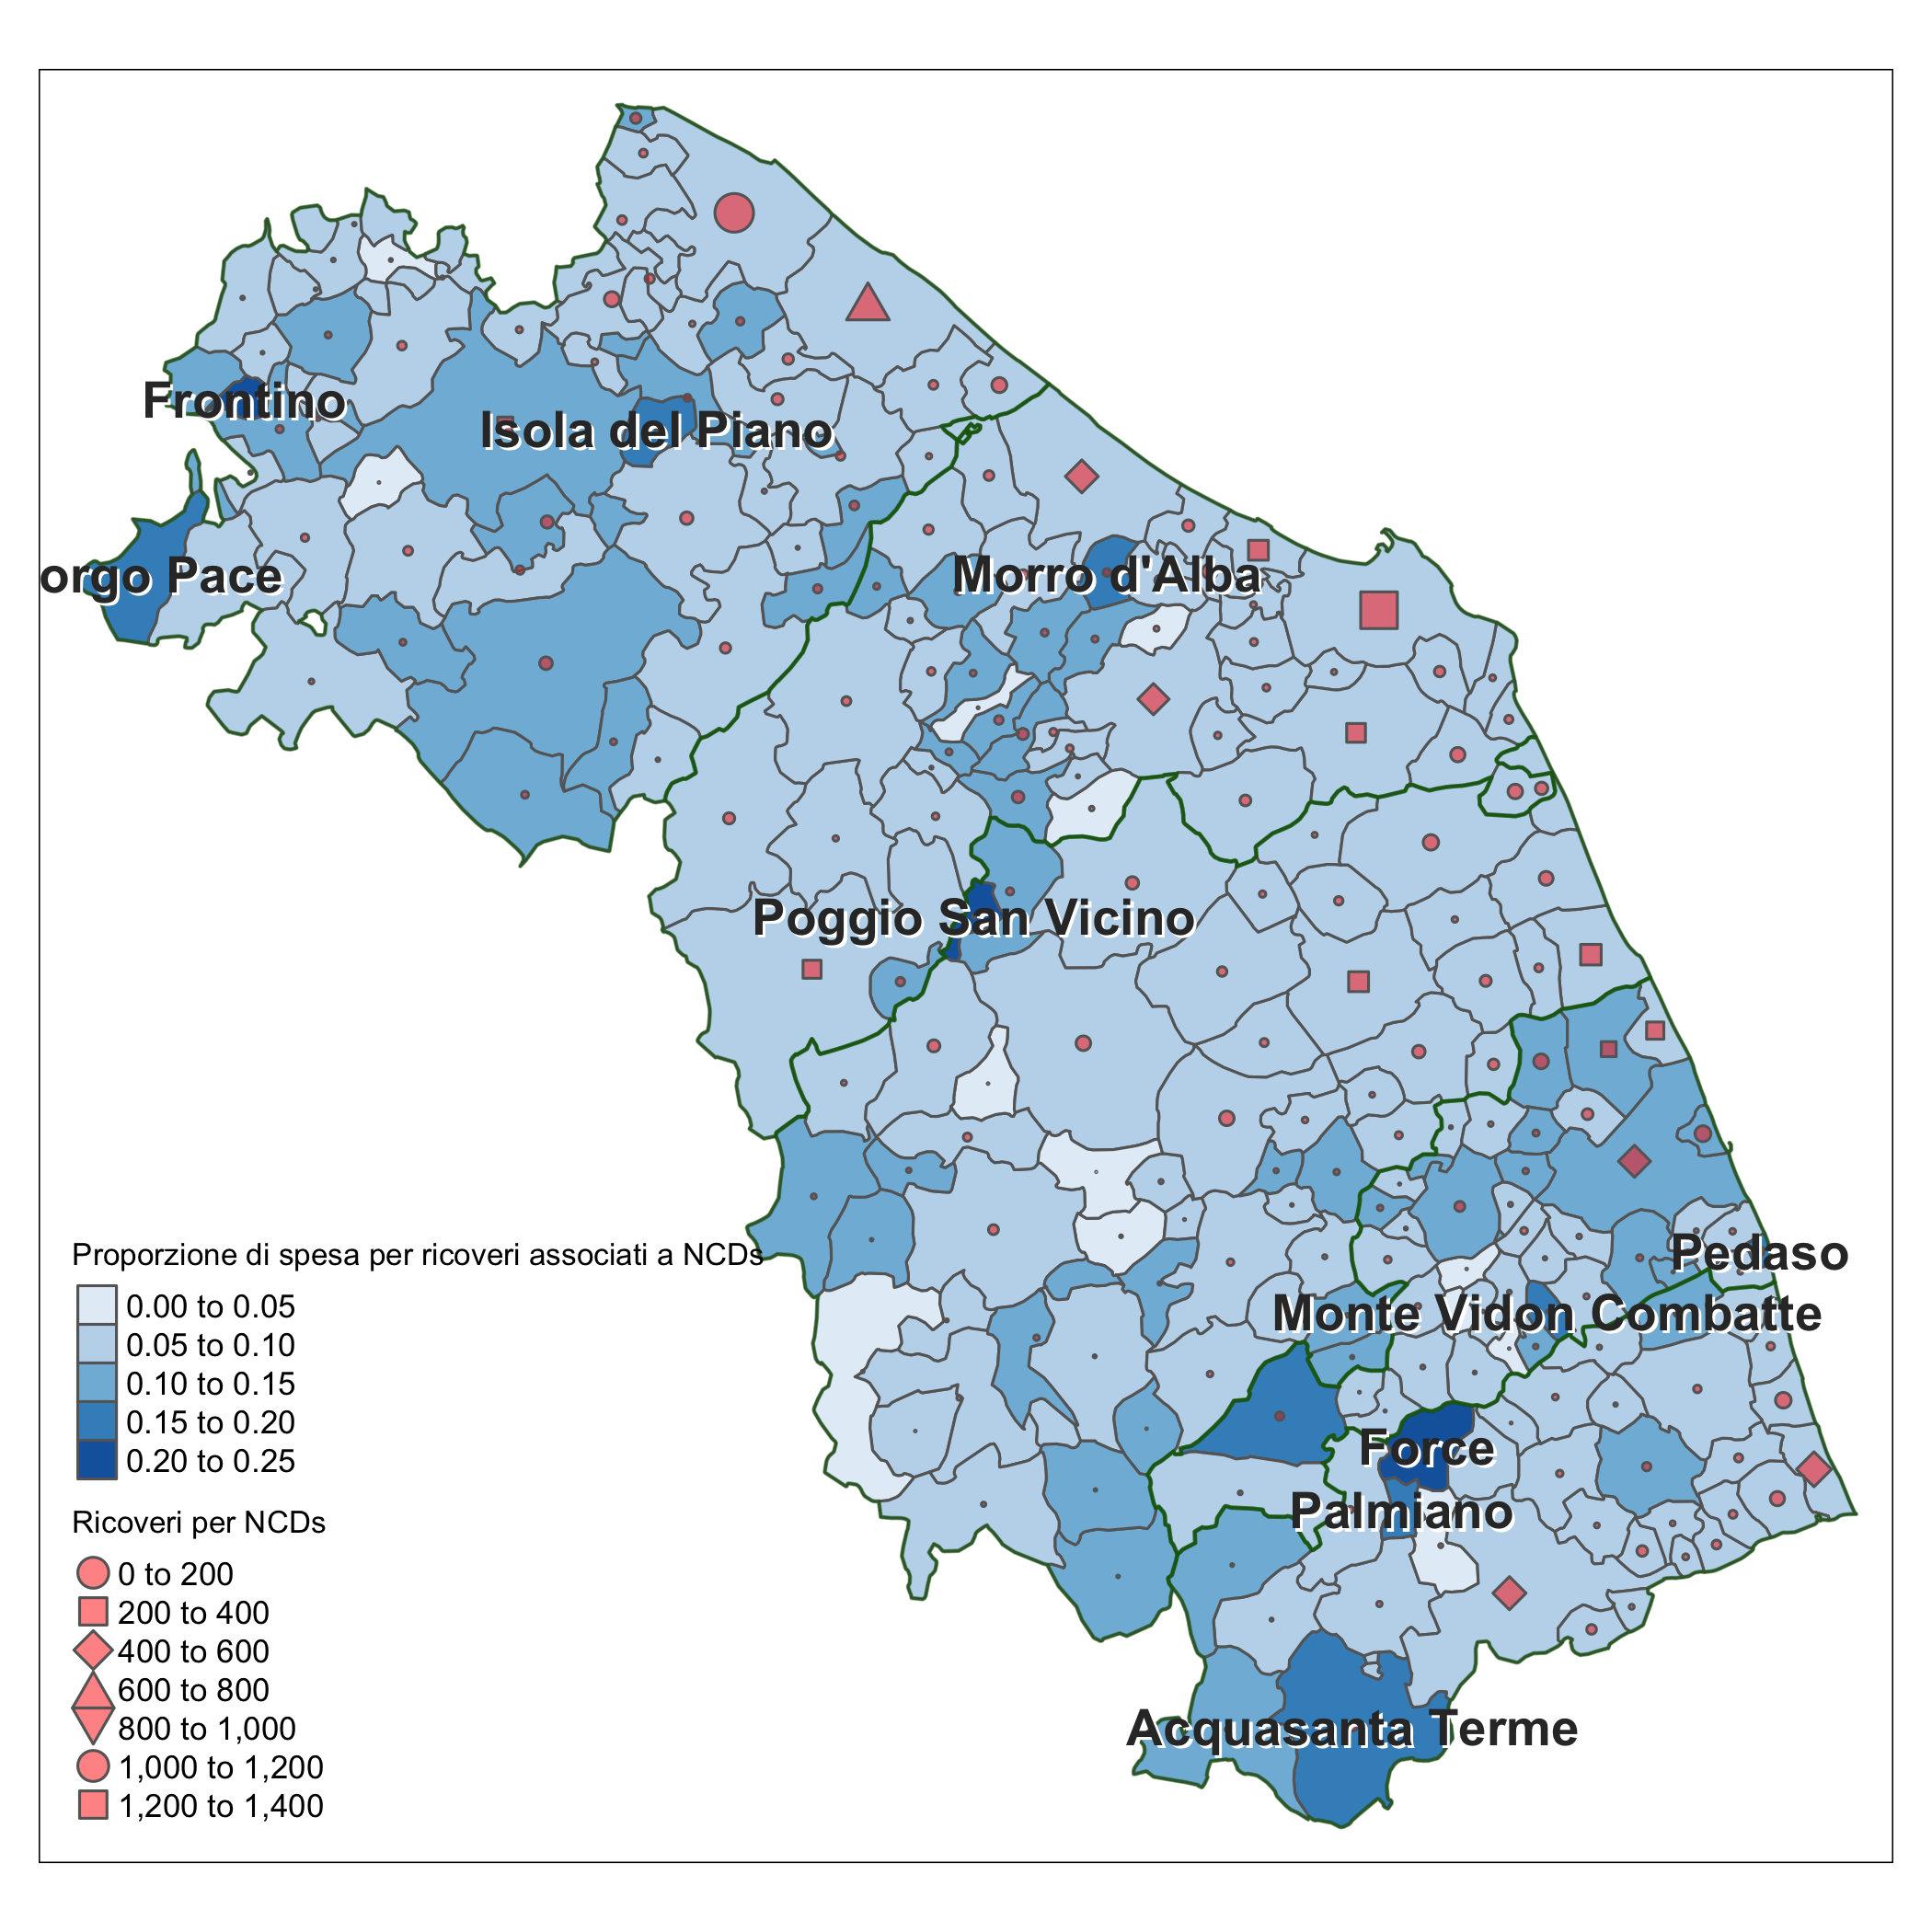 Frontino
Isola del Piano
orgo Pace
Morro d'Alba
Poggio San Vicino
Pedaso
Monte Vidon Combatte
Force
Palmiano
Acquasanta Terme
Proporzione di spesa per ricoveri associati a NCDs
0.00 to 0.05
0.05 to 0.10
0.10 to 0.15
0.15 to 0.20
0.20 to 0.25
Ricoveri per NCDs
0 to 200
200 to 400
400 to 600
600 to 800
800 to 1,000
1,000 to 1,200
1,200 to 1,400